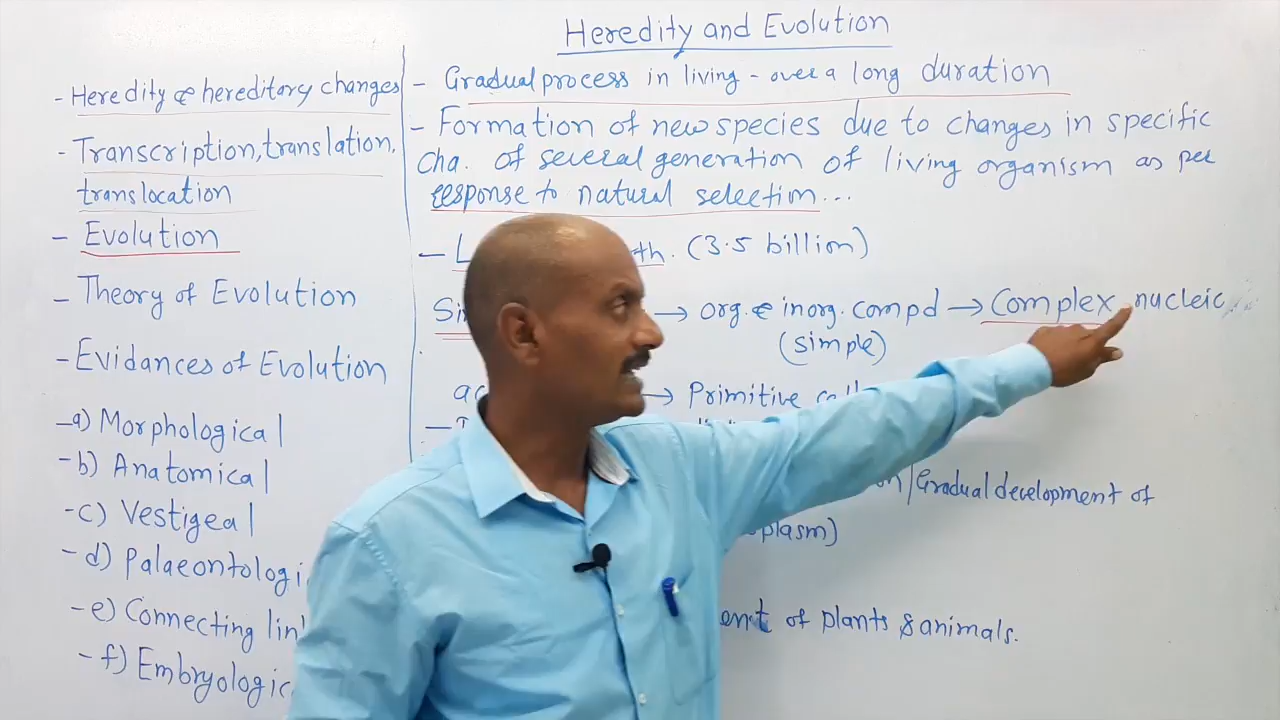 Heredity and Evolution
- Heredity & hereditory changes
- Transcription, translation,
translocation
- Evolution
- Theory of Evolution
- Evidances of Evolution
- a) Morphological
- b) Anatomical
- c) Vestigeal
- d) Palaeontologi
- e) Connecting lin
- f) Embryologic
- Gradual process in living - over a long duration
- Formation of new species due to changes in specific
cha. of several generation of living organism as per
response to natural selection...
- L th. (3.5 billion)
Si → org. & inorg. compd → Complex nucleic
(simple)
ac → Primitive
/Gradual development of
plasm)
ent of plants & animals.